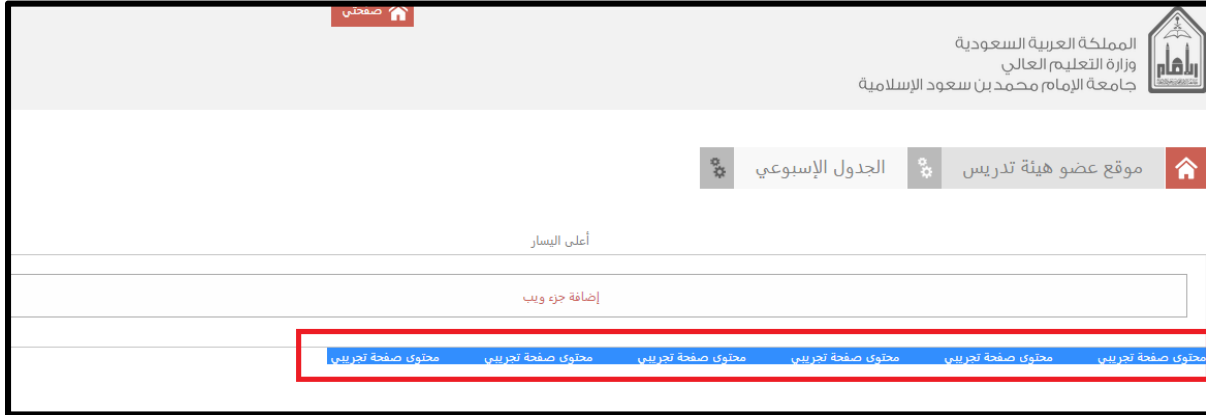 صفحتي
المملكة العربية السعودية
وزارة التعليم العالي
جامعة الإمام محمد بن سعود الإسلامية
موقع عضو هيئة تدريس الجدول الإسبوعي
أعلى اليسار
إضافة جزء ويب
محتوى صفحة تجريبي محتوى صفحة تجريبي محتوى صفحة تجريبي محتوى صفحة تجريبي محتوى صفحة تجريبي محتوى صفحة تجريبي